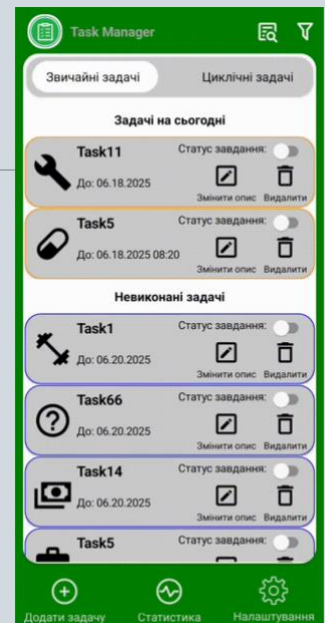 Task Manager
Звичайні задачі
Циклічні задачі
Задачі на сьогодні
Task11
Статус завдання:
До: 06.18.2025
Змінити опис
Видалити
Task5
Статус завдання:
До: 06.18.2025 08:20
Змінити опис
Видалити
Невиконані задачі
Task1
Статус завдання:
До: 06.20.2025
Змінити опис
Видалити
Task66
Статус завдання:
До: 06.20.2025
Змінити опис
Видалити
Task14
Статус завдання:
До: 06.20.2025
Змінити опис
Видалити
Task5
Статус завдання:
Додати задачу
Статистика
Налаштування